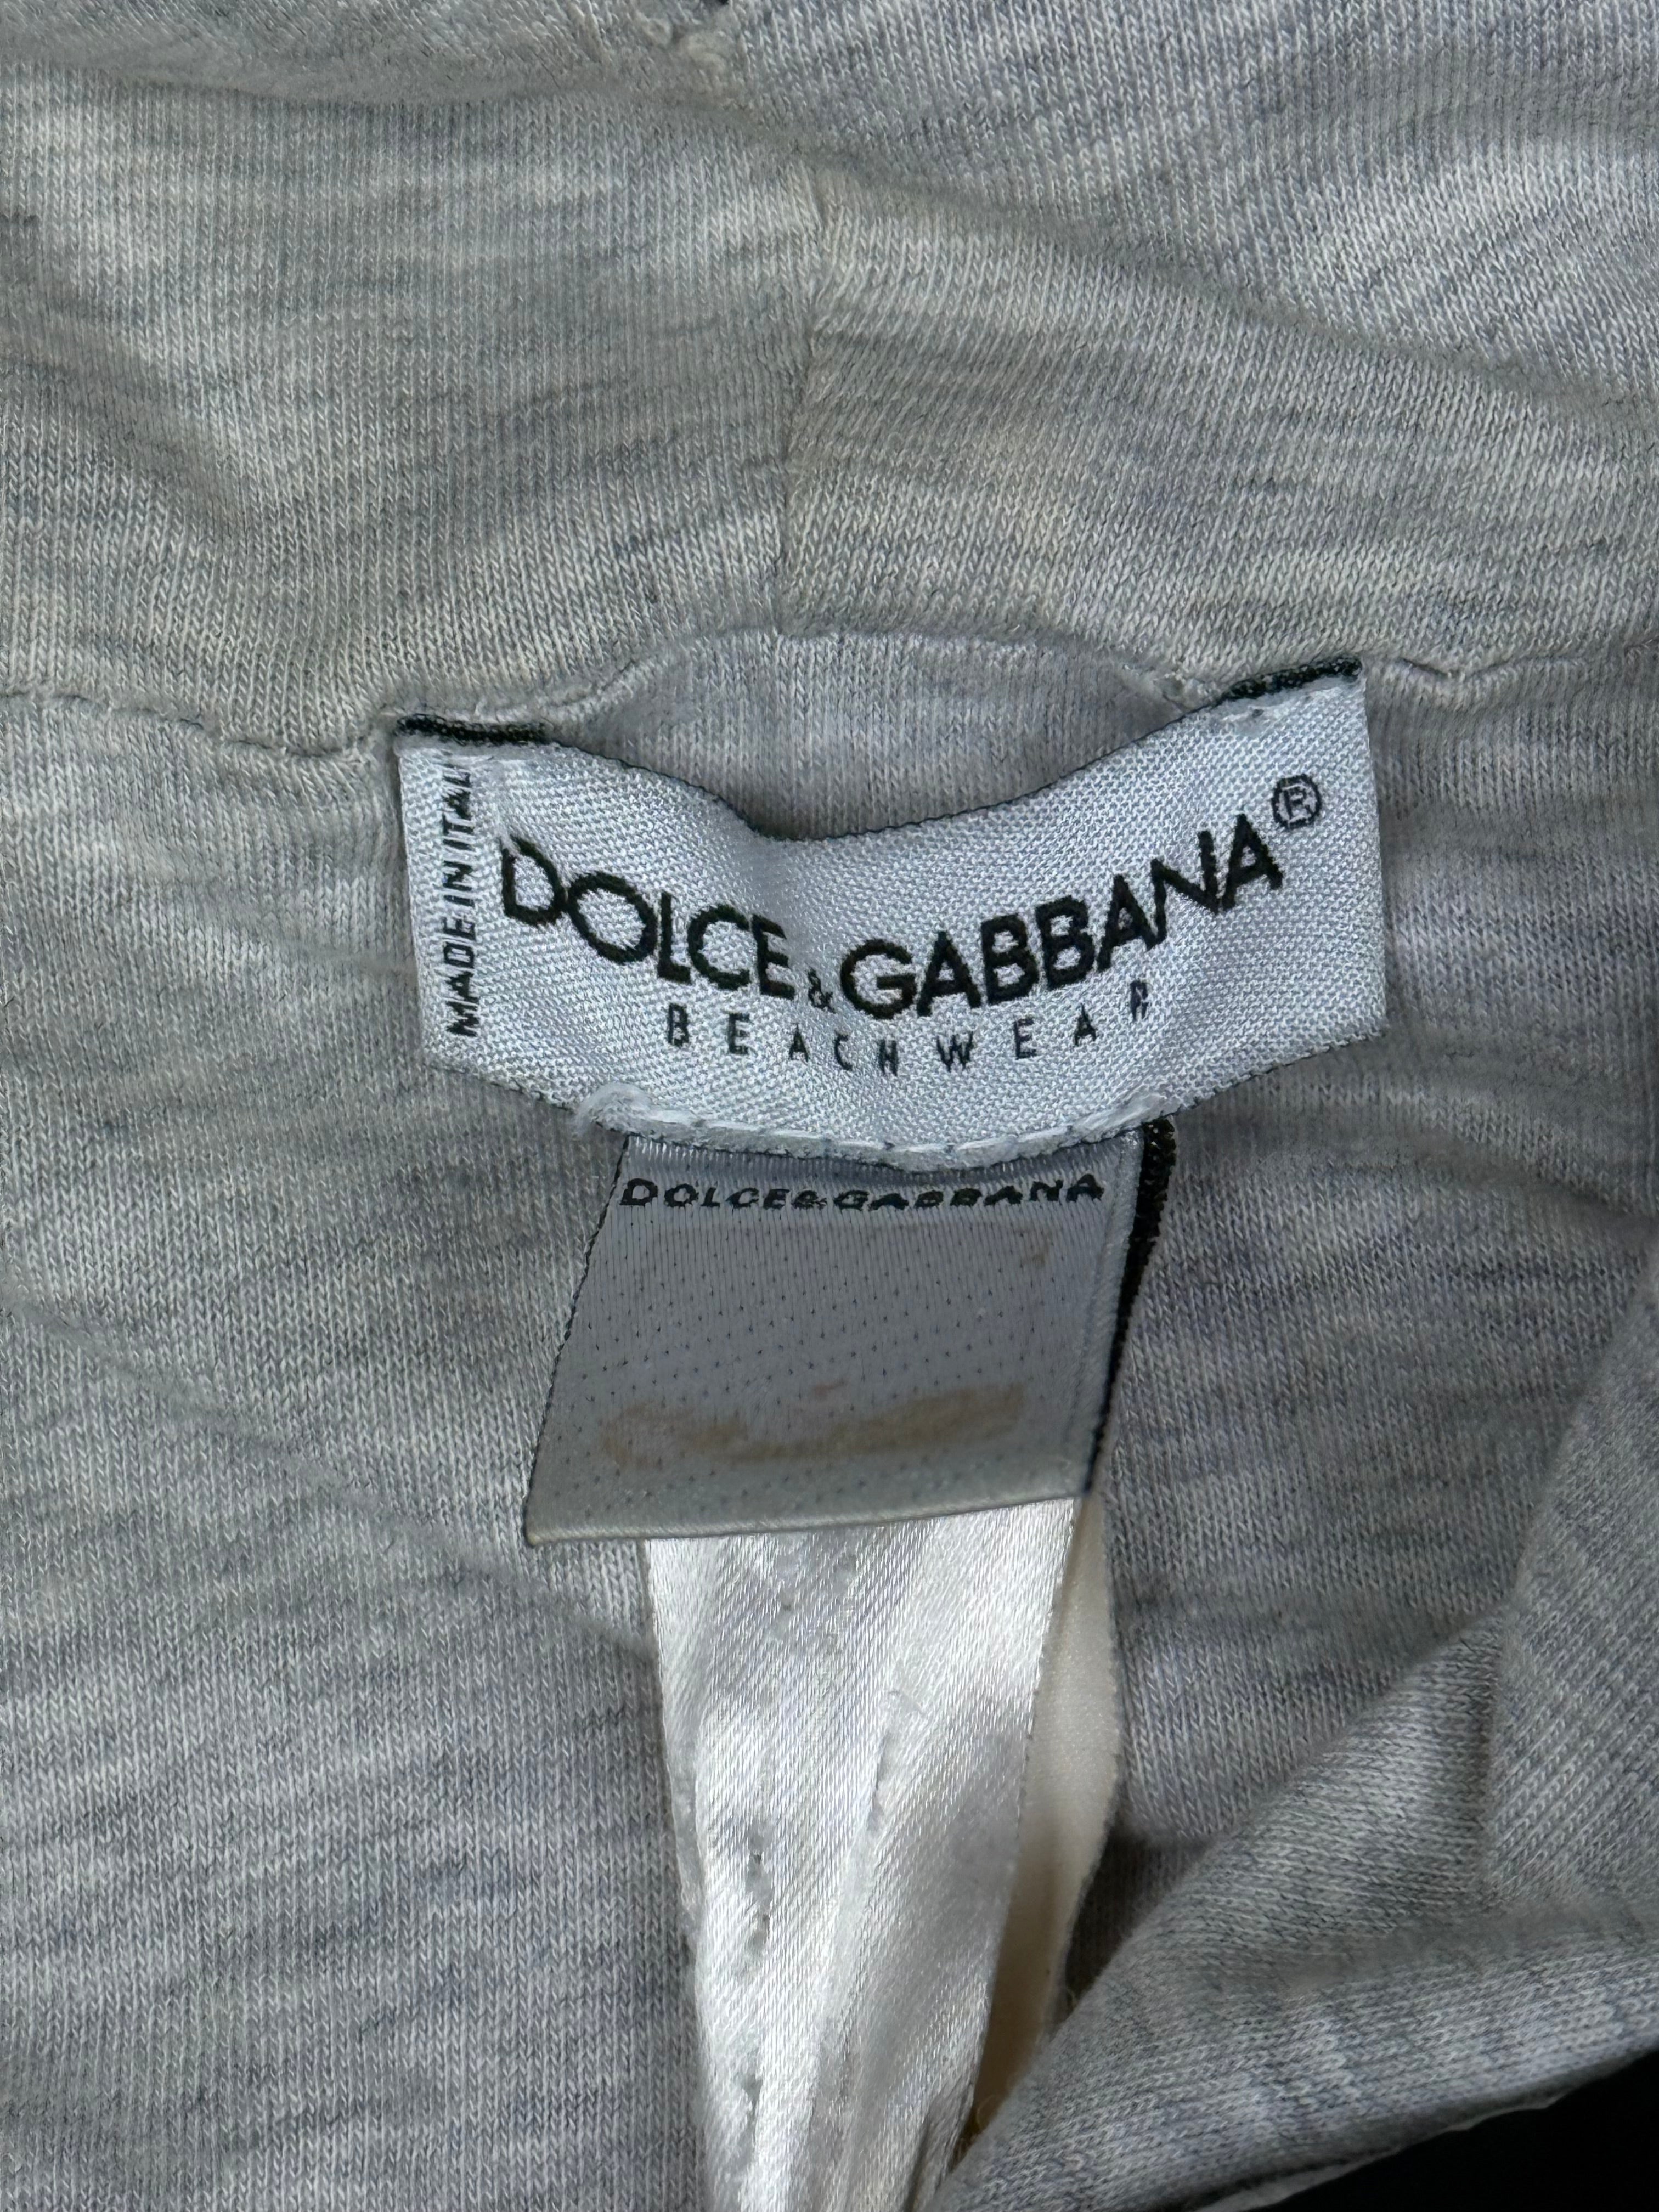 MADE IN ITALY
DOLCE & GABBANA®
BEACHWEAR
DOLCE&GABBANA